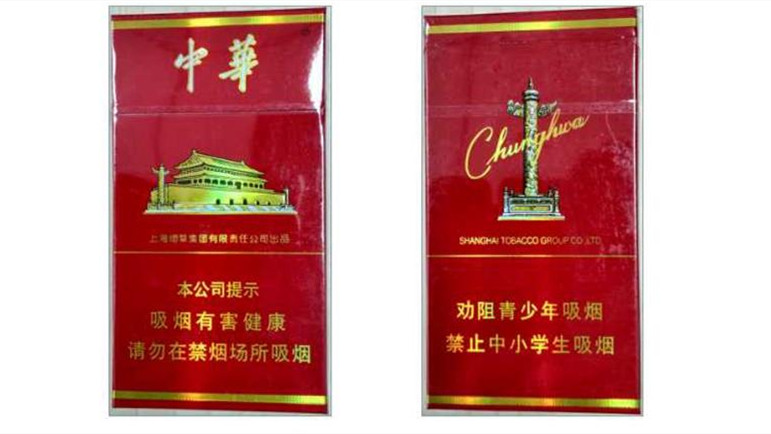 中華
上海烟草集团有限责任公司出品
本公司提示
吸烟有害健康
请勿在禁烟场所吸烟
Chunghwa
SHANGHAI TOBACCO GROUP CO.,LTD.
劝阻青少年吸烟
禁止中小学生吸烟